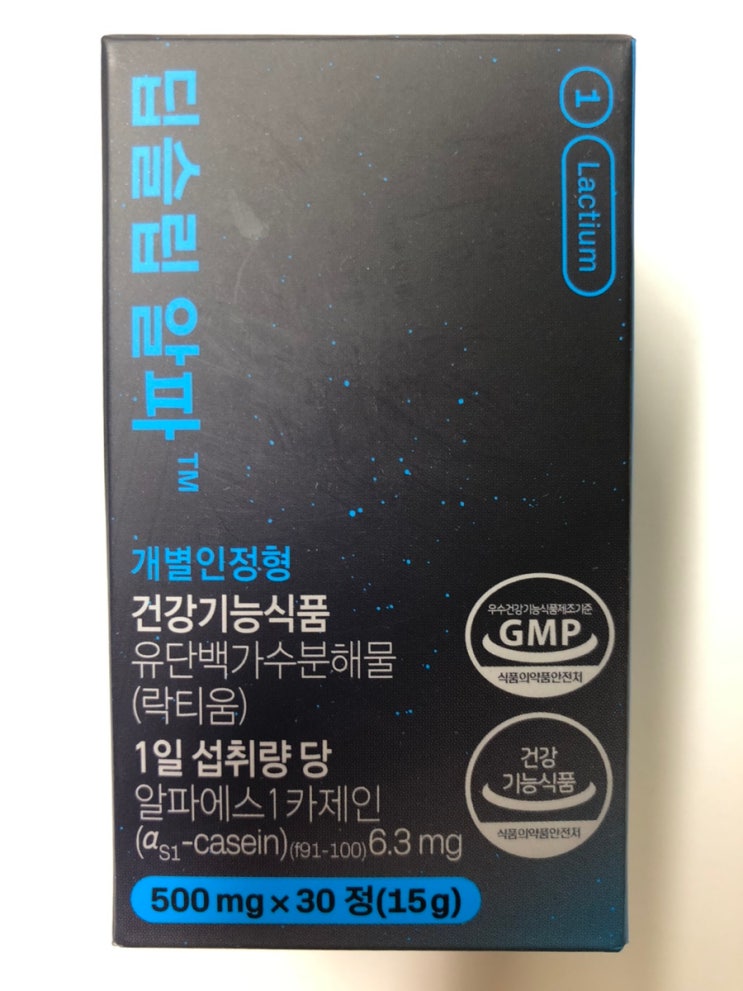 딥슬립 알파™
1 Lactium
개별인정형
건강기능식품
유단백가수분해물
(락티움)
1일 섭취량 당
알파에스1카제인
(αS1-casein)(f91-100)6.3 mg
500 mg x 30 정(15 g)
우수건강기능식품제조기준
GMP
식품의약품안전처
건강
기능식품
식품의약품안전처